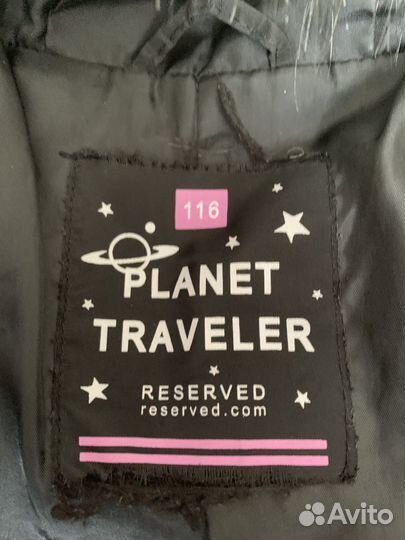 116
PLANET
TRAVELER
RESERVED
reserved.com
Avito